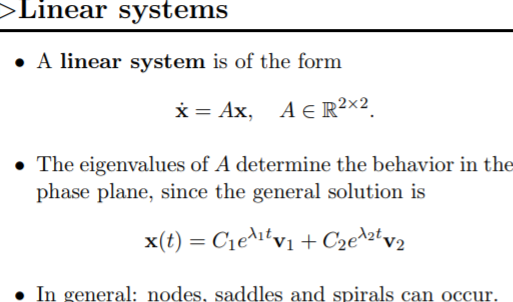 >Linear systems
• A linear system is of the form
ẋ = Ax, A ∈ ℝ²ˣ².
• The eigenvalues of A determine the behavior in the
phase plane, since the general solution is
x(t) = C₁e^{λ₁t}v₁ + C₂e^{λ₂t}v₂
• In general: nodes, saddles and spirals can occur.